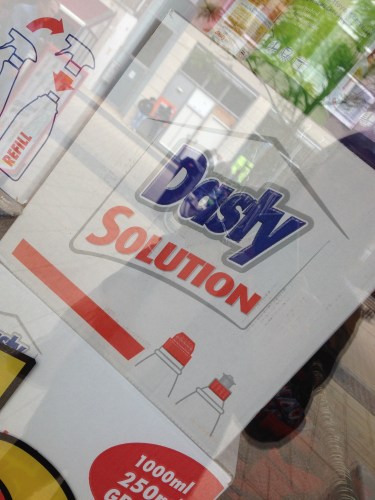 REFILL
Dasty
SOLUTION
1000ml
250ml